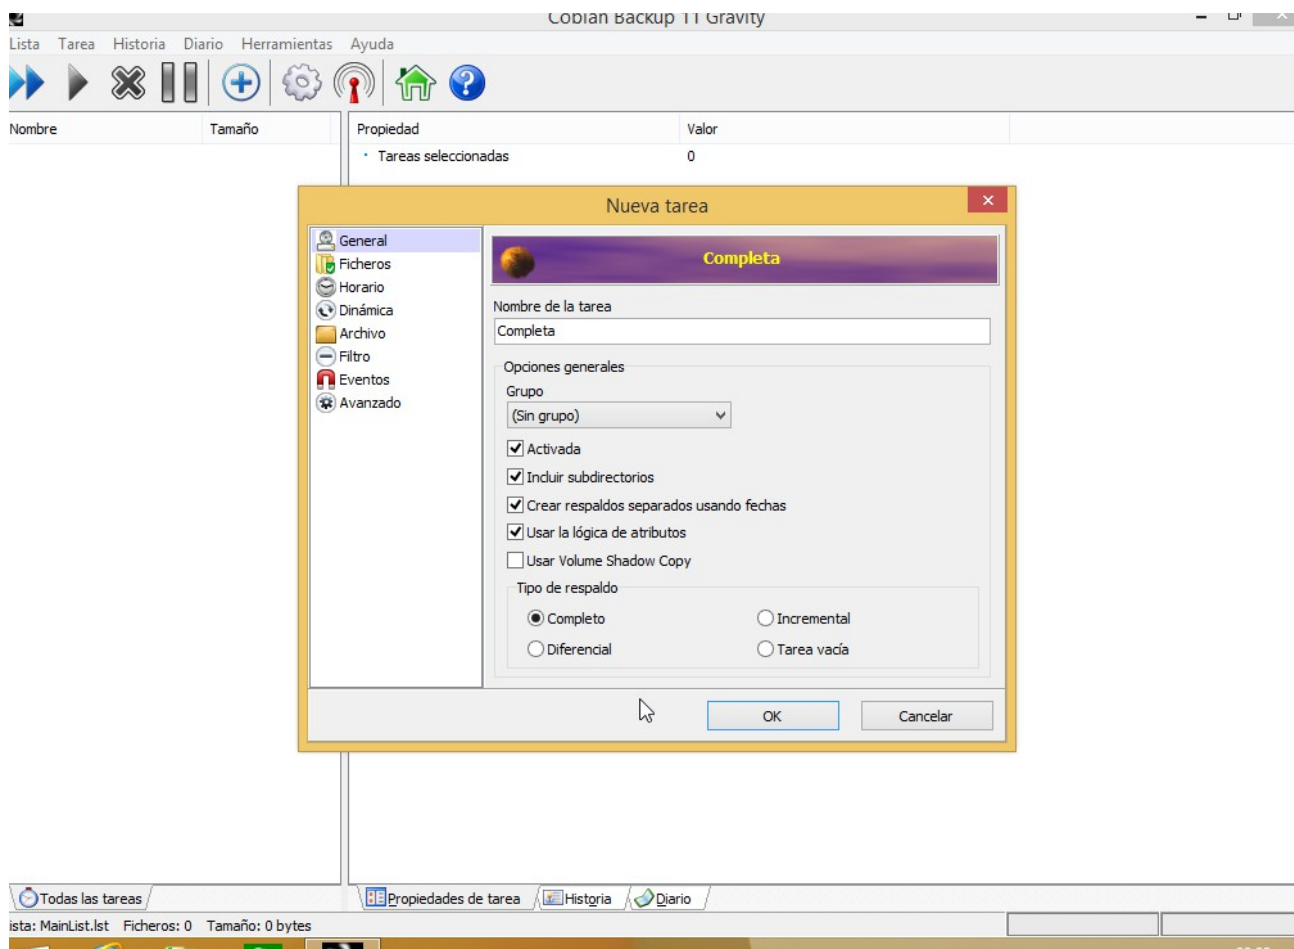 Cobian Backup 11 Gravity
Lista Tarea Historia Diario Herramientas Ayuda
Nombre Tamaño Propiedad Valor
Tareas seleccionadas 0
Nueva tarea
General
Ficheros
Horario
Dinámica
Archivo
Filtro
Eventos
Avanzado
Completa
Nombre de la tarea
Completa
Opciones generales
Grupo
(Sin grupo)
Activada
Incluir subdirectorios
Crear respaldos separados usando fechas
Usar la lógica de atributos
Usar Volume Shadow Copy
Tipo de respaldo
Completo Incremental
Diferencial Tarea vacía
OK Cancelar
Todas las tareas Propiedades de tarea Historia Diario
ista: MainList.lst Ficheros: 0 Tamaño: 0 bytes